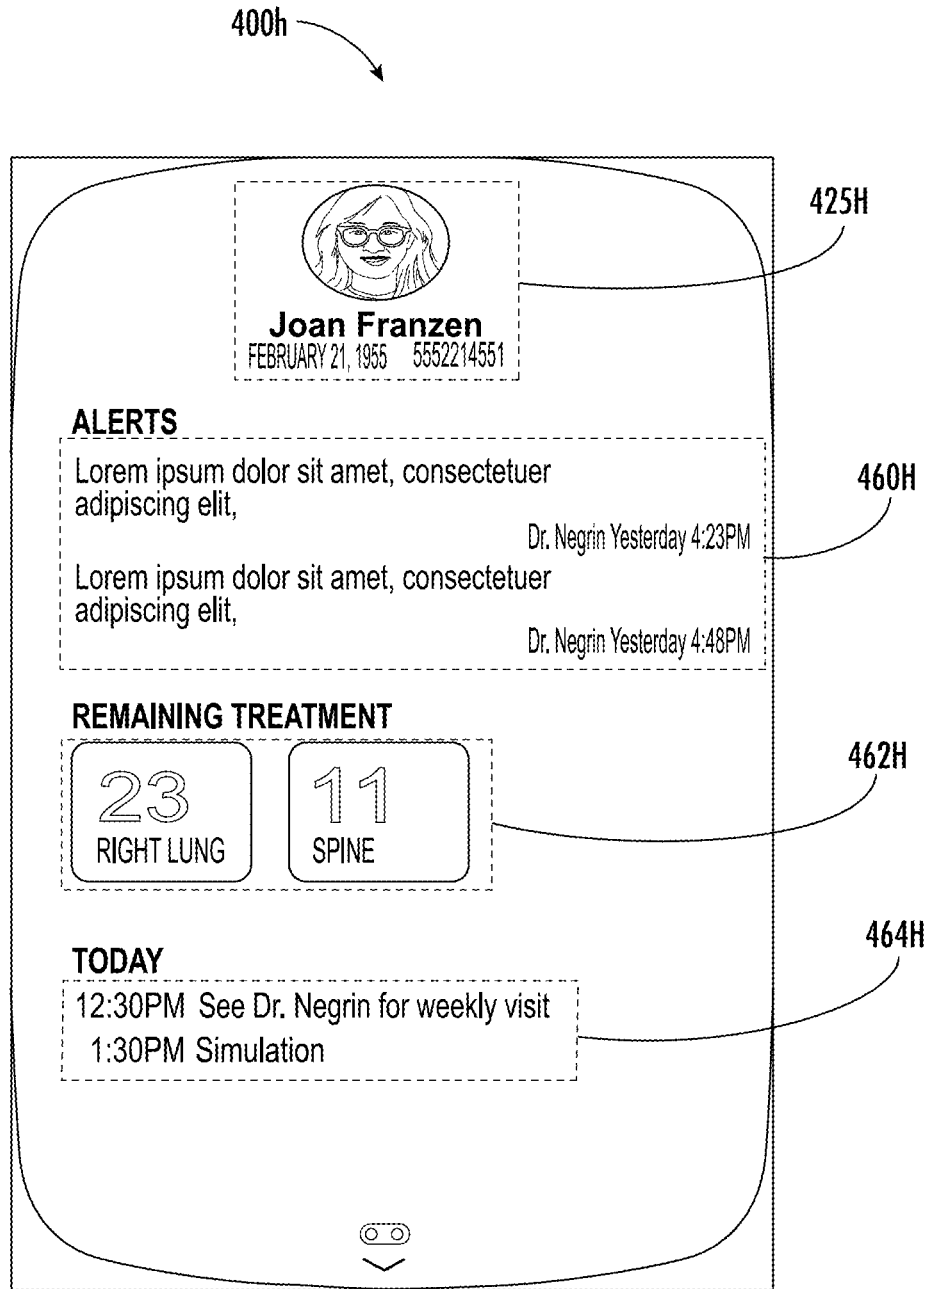 400h
425H
Joan Franzen
FEBRUARY 21, 1955 5552214551
ALERTS
Lorem ipsum dolor sit amet, consectetuer
adipiscing elit,
460H
Dr. Negrin Yesterday 4:23PM
Lorem ipsum dolor sit amet, consectetuer
adipiscing elit,
Dr. Negrin Yesterday 4:48PM
REMAINING TREATMENT
462H
23 11
RIGHT LUNG SPINE
464H
TODAY
12:30PM See Dr. Negrin for weekly visit
1:30PM Simulation